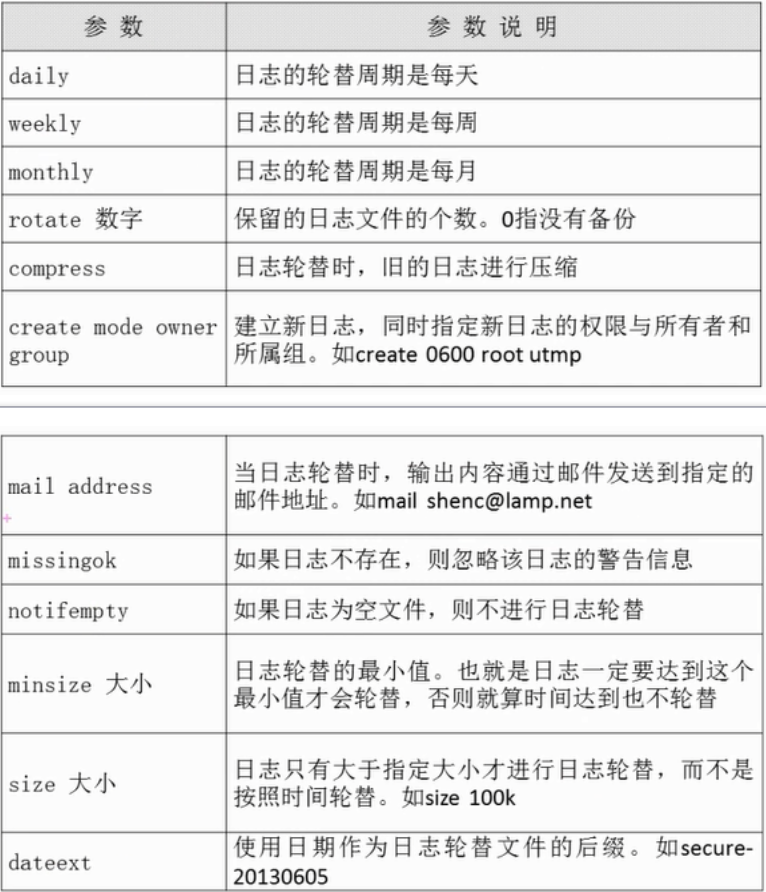 参 数 参 数 说 明
daily 日志的轮替周期是每天
weekly 日志的轮替周期是每周
monthly 日志的轮替周期是每月
rotate 数字 保留的日志文件的个数。0指没有备份
compress 日志轮替时，旧的日志进行压缩
create mode owner group
建立新日志，同时指定新日志的权限与所有者和
所属组。如create 0600 root utmp
mail address
当日志轮替时，输出内容通过邮件发送到指定的
邮件地址。如mail shenc@lamp.net
missingok 如果日志不存在，则忽略该日志的警告信息
notifempty 如果日志为空文件，则不进行日志轮替
minsize 大小
日志轮替的最小值。也就是日志一定要达到这个
最小值才会轮替，否则就算时间达到也不轮替
size 大小
日志只有大于指定大小才进行日志轮替，而不是
按照时间轮替。如size 100k
dateext
使用日期作为日志轮替文件的后缀。如secure-
20130605